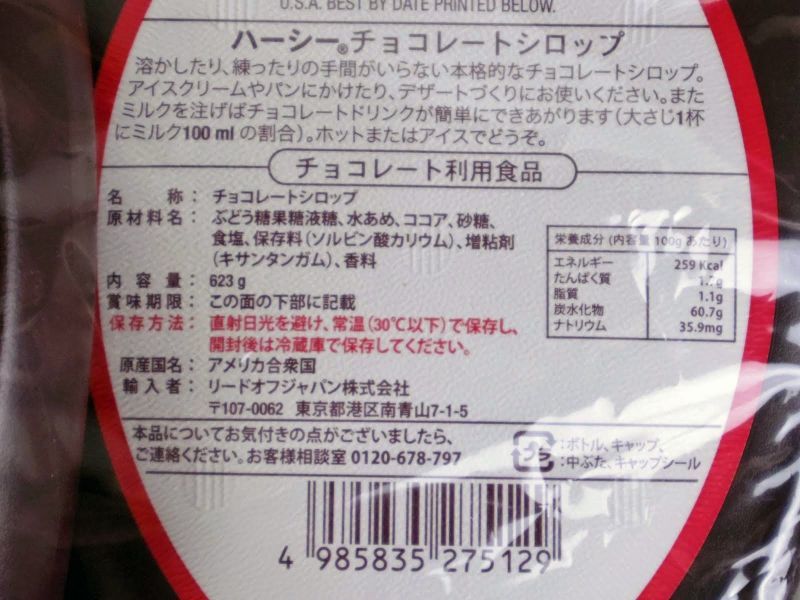 U.S.A. BEST BY DATE PRINTED BELOW.
ハーシー®チョコレートシロップ
溶かしたり、練ったりの手間がいらない本格的なチョコレートシロップ。
アイスクリームやパンにかけたり、デザートづくりにお使いください。また
ミルクを注げばチョコレートドリンクが簡単にできあがります(大さじ1杯
にミルク100 ml の割合)。ホットまたはアイスでどうぞ。
チョコレート利用食品
名 称: チョコレートシロップ
原材料名: ぶどう糖果糖液糖、水あめ、ココア、砂糖、
食塩、保存料(ソルビン酸カリウム)、増粘剤
(キサンタンガム)、香料
内 容 量: 623 g
賞味期限: この面の下部に記載
保存方法: 直射日光を避け、常温(30℃以下)で保存し、
開封後は冷蔵庫で保存してください。
原産国名: アメリカ合衆国
輸 入 者: リードオフジャパン株式会社
〒107-0062 東京都港区南青山7-1-5
栄養成分 (内容量 100g あたり)
エネルギー 259 Kcal
たんぱく質
脂質 1.1g
炭水化物 60.7g
ナトリウム 35.9mg
本品についてお気付きの点がございましたら、
ご連絡ください。お客様相談室 0120-678-797
:ボトル、キャップ、
:中ぶた、キャップシール
4 985835 275129